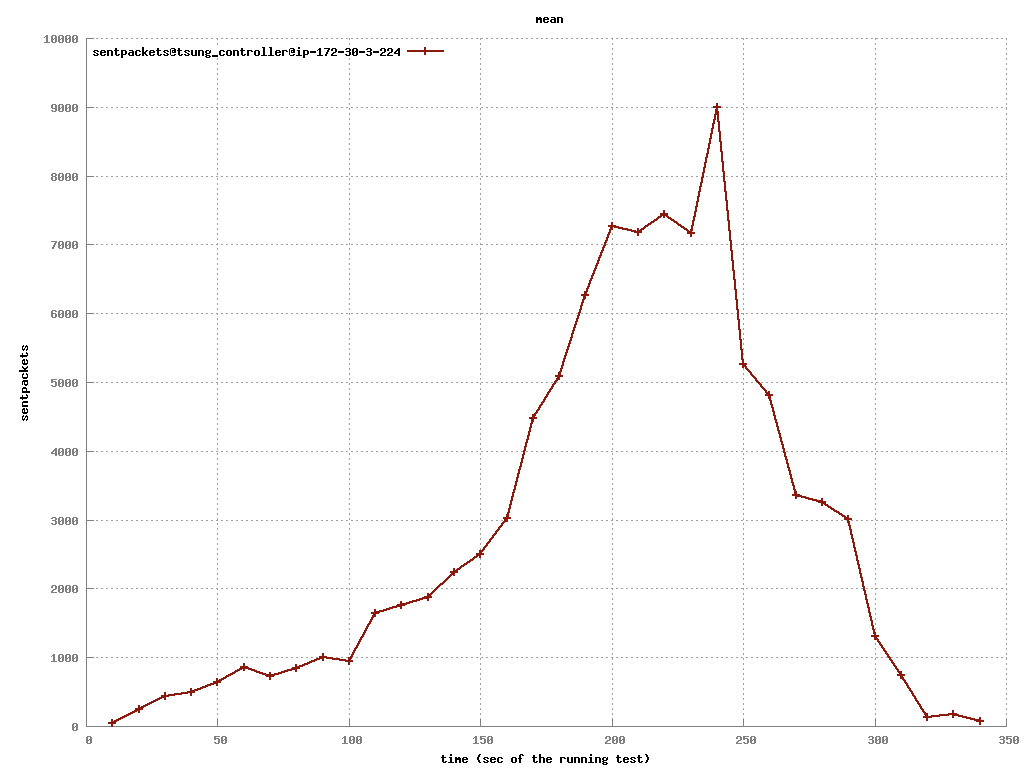 mean
10000
sentpackets@tsung_controller@ip-172-30-3-224
9000
8000
7000
6000
5000
4000
3000
2000
1000
0
sentpackets
0 50 100 150 200 250 300 350
time (sec of the running test)